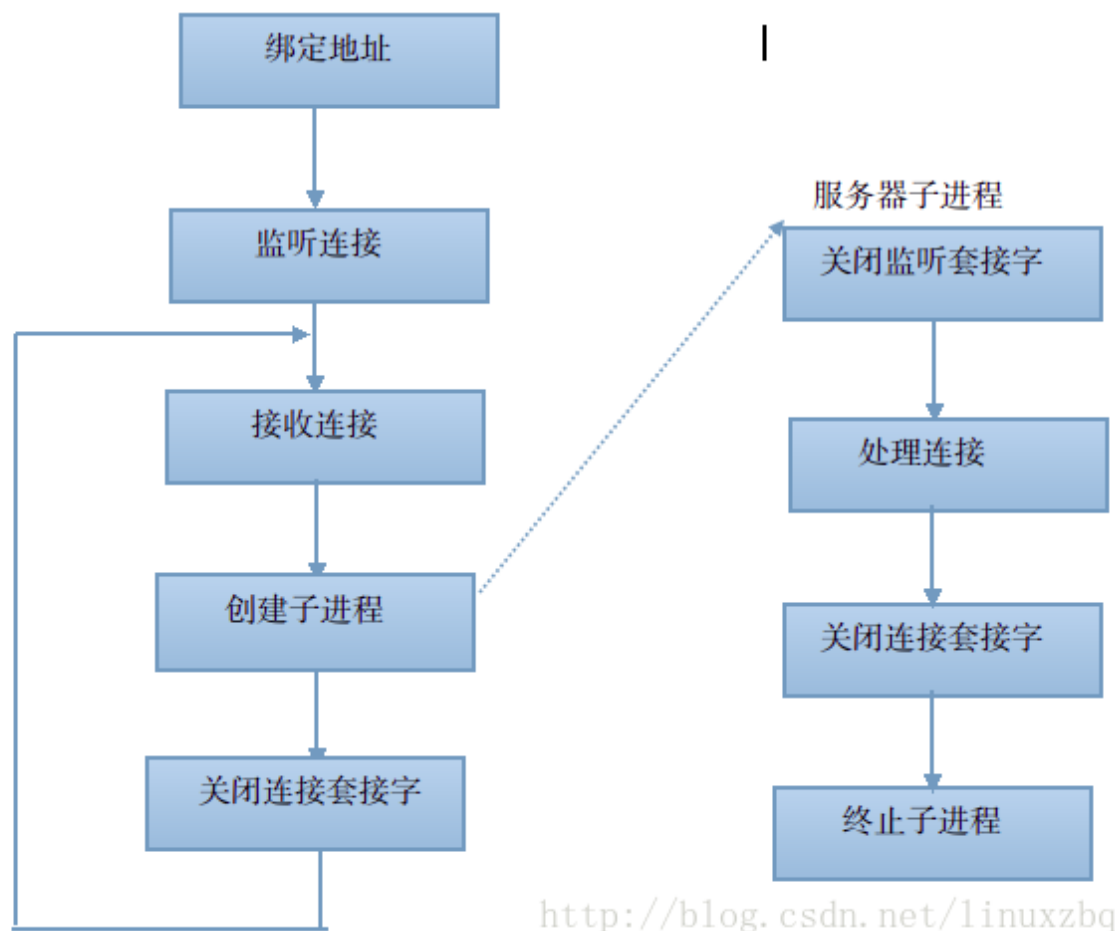 绑定地址
监听连接
接收连接
创建子进程
关闭连接套接字
服务器子进程
关闭监听套接字
处理连接
关闭连接套接字
终止子进程
http://blog.csdn.net/linuxzbq